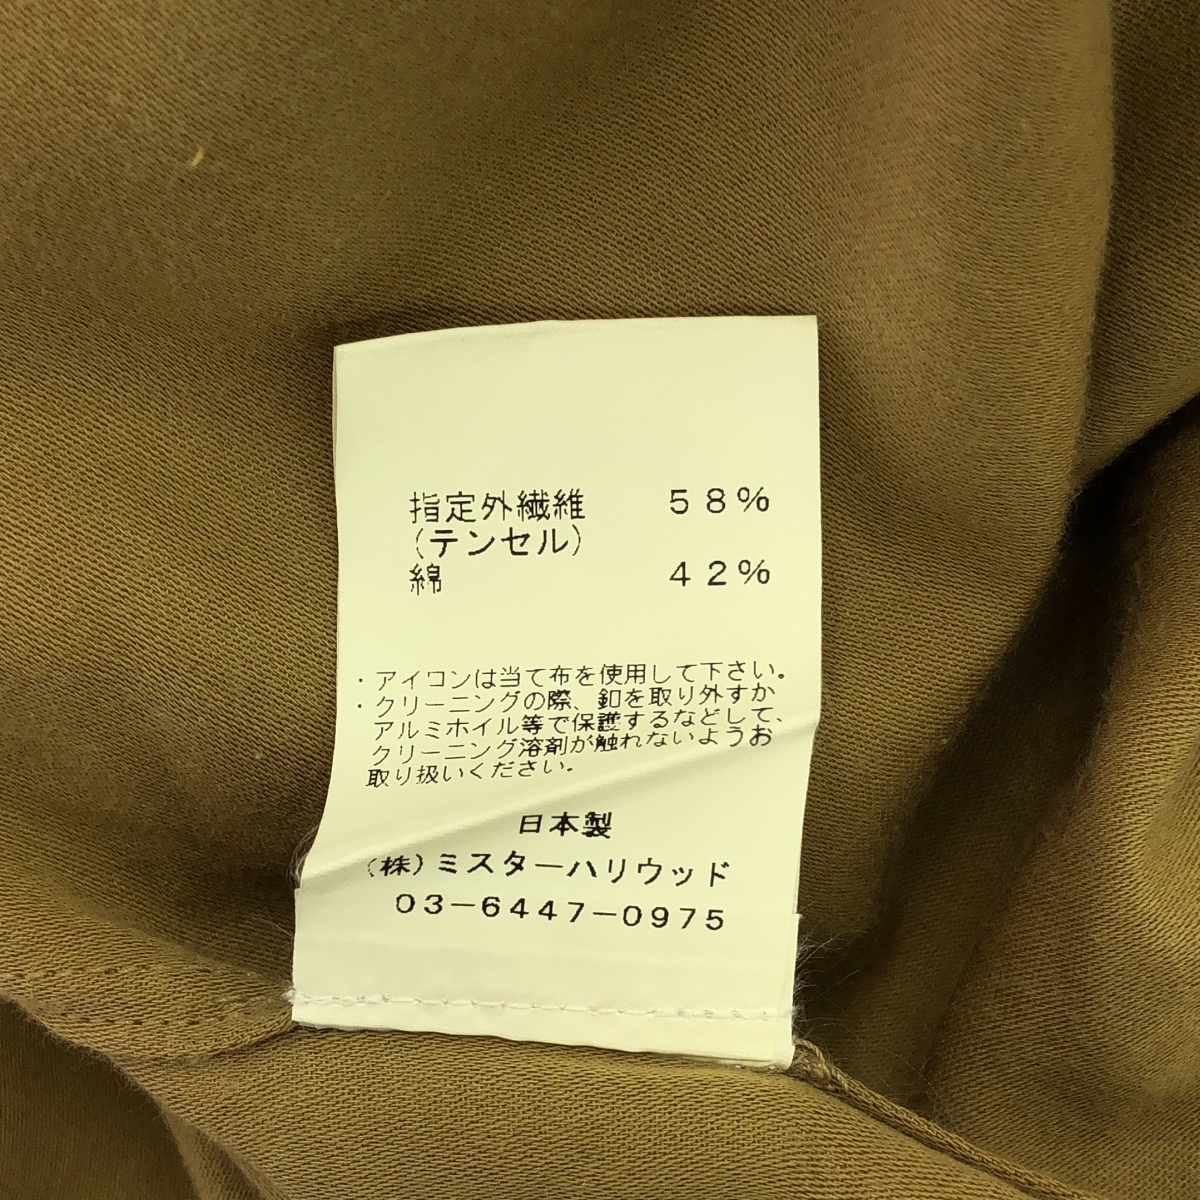 指定外繊維 58%
(テンセル)
綿 42%
・アイロンは当て布を使用して下さい。
・クリーニングの際、釦を取り外すか
アルミホイル等で保護するなどして、
クリーニング溶剤が触れないようお
取り扱いください。
日本製
(株)ミスターハリウッド
03-6447-0975